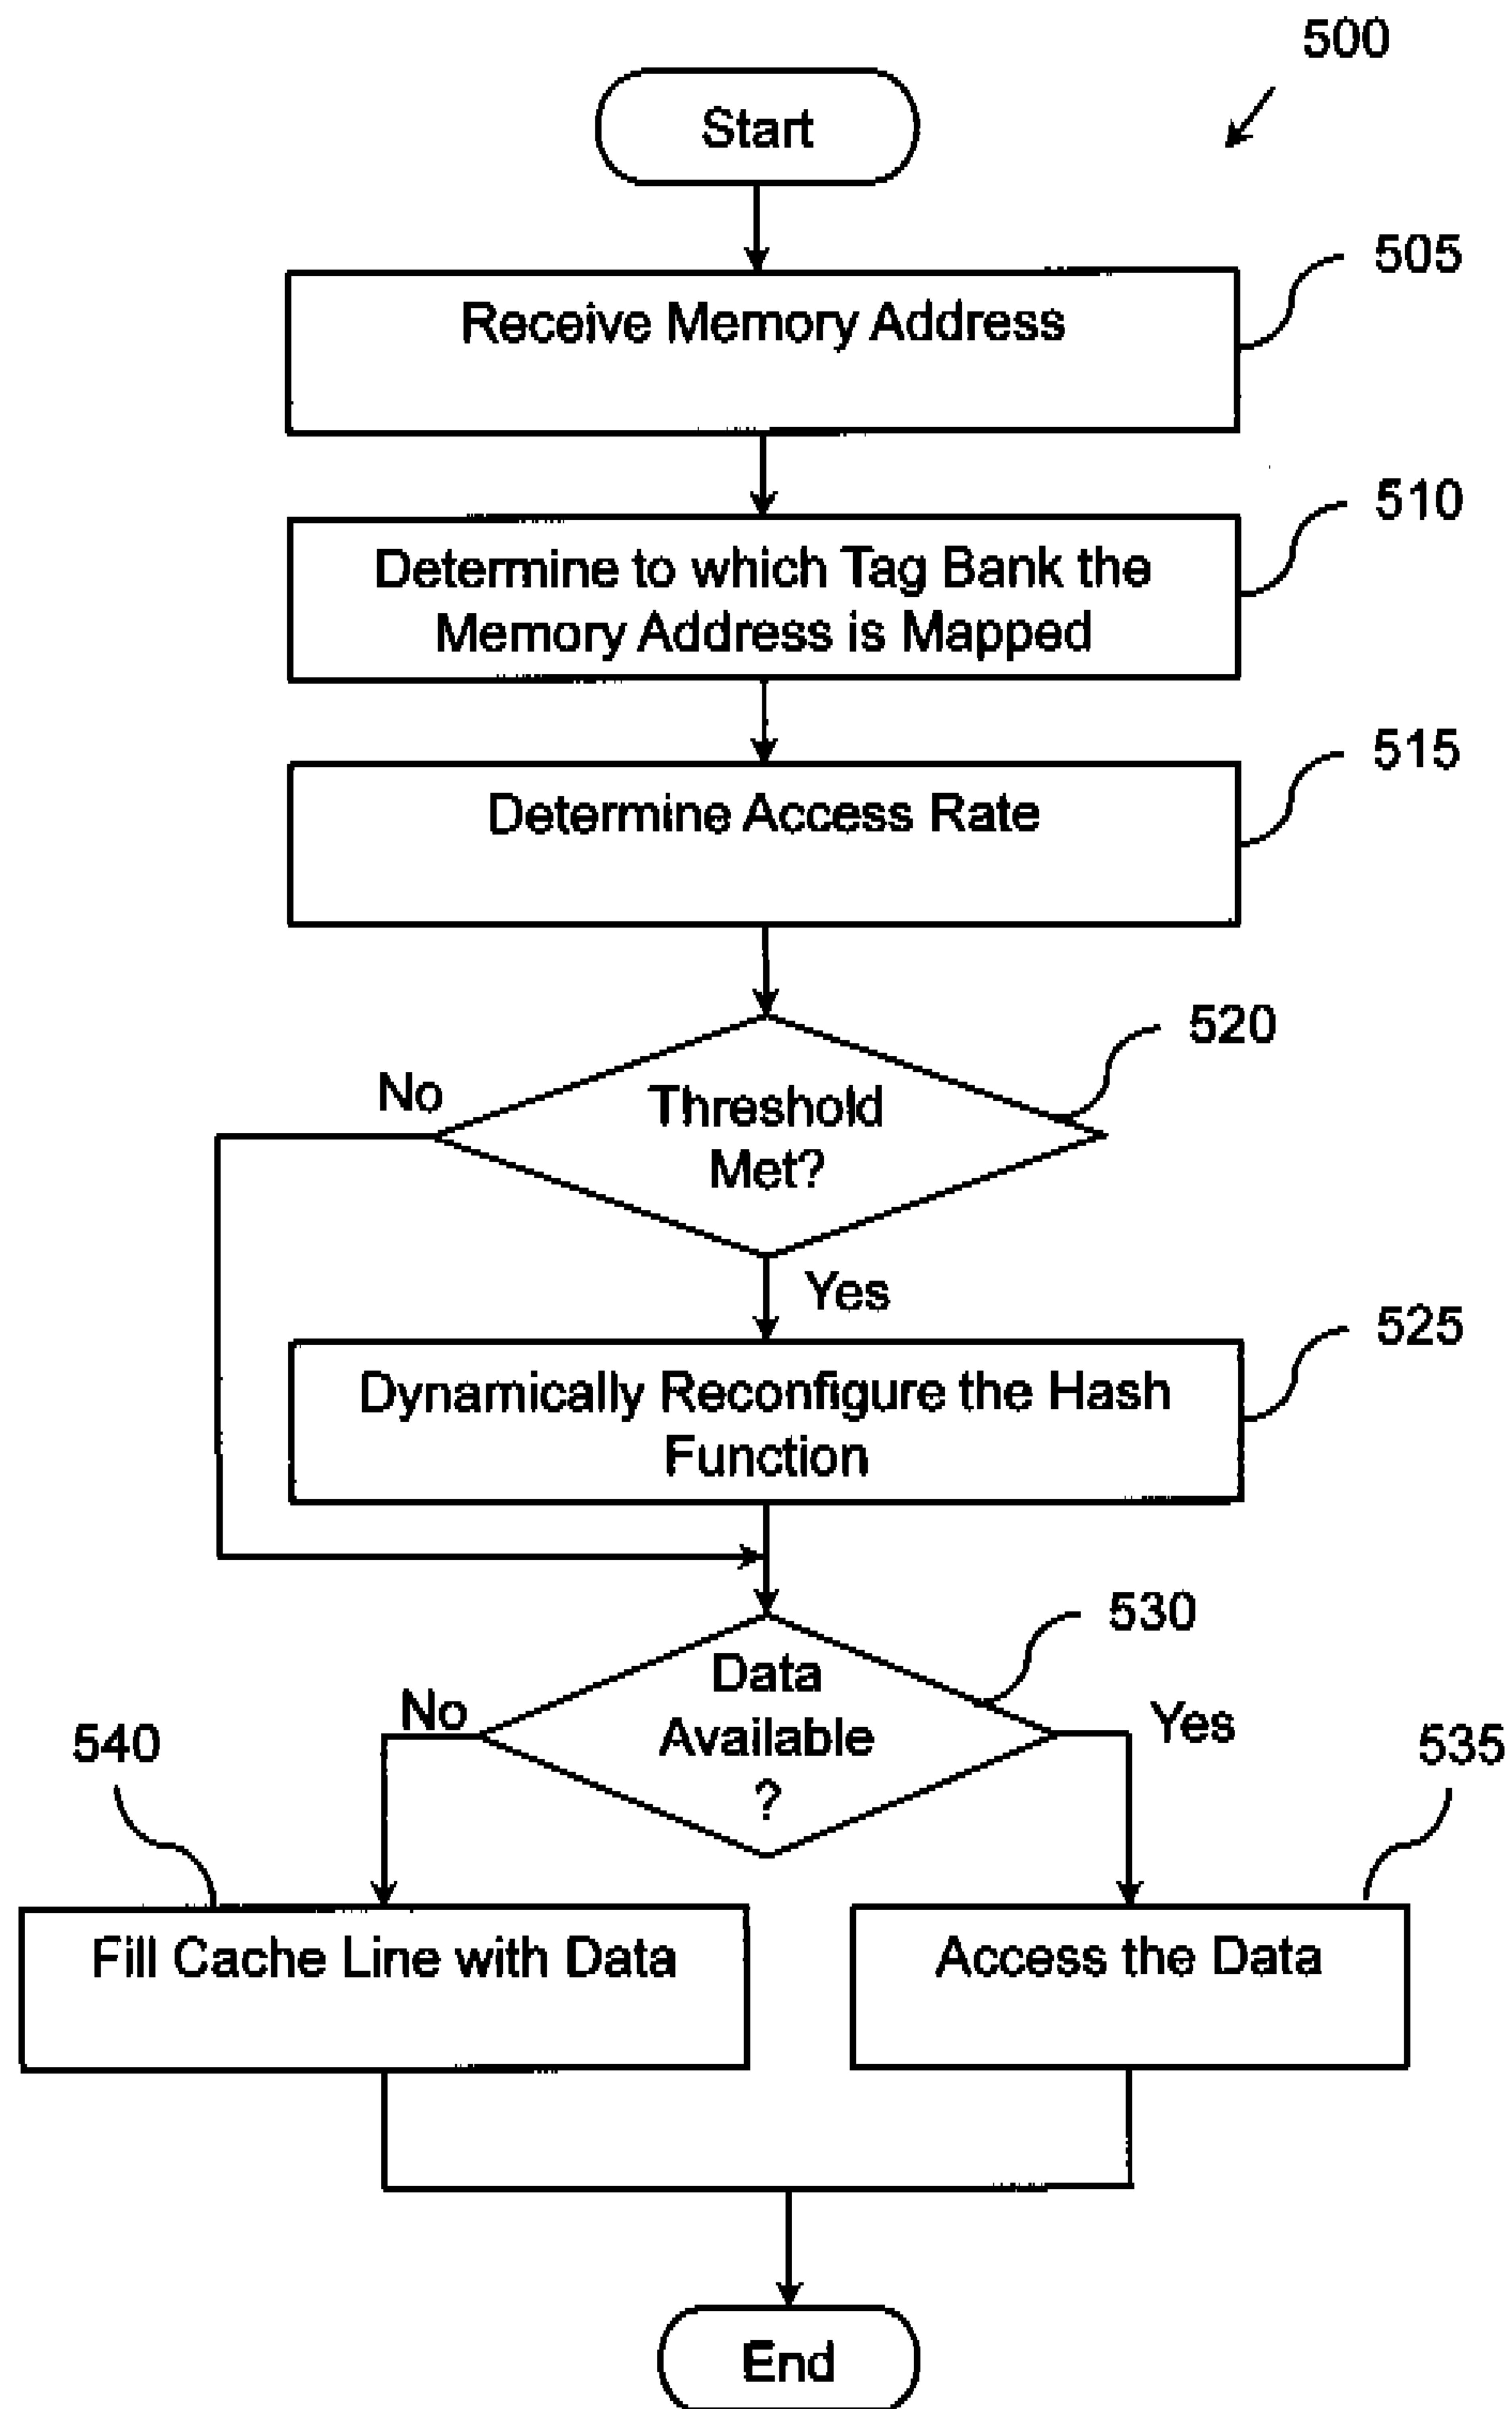 500
Start
505
Receive Memory Address
510
Determine to which Tag Bank the
Memory Address is Mapped
515
Determine Access Rate
520
No
Threshold
Met?
Yes
525
Dynamically Reconfigure the Hash
Function
530
Data
Available
?
No
Yes
540
535
Fill Cache Line with Data
Access the Data
End